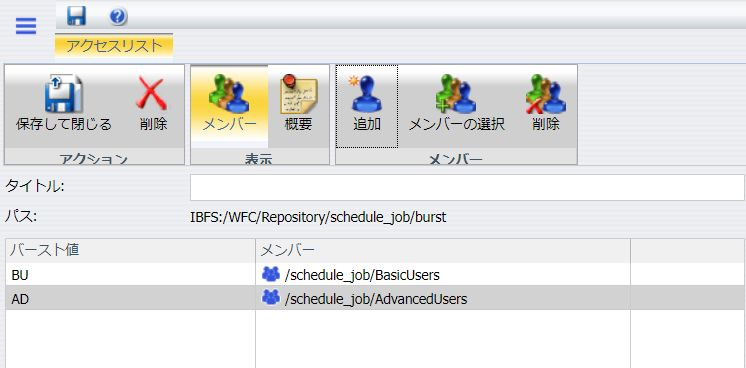 アクセスリスト
保存して閉じる 削除 メンバー 概要 追加 メンバーの選択 削除
アクション 表示 メンバー
タイトル:
パス: IBFS:/WFC/Repository/schedule_job/burst
バースト値 メンバー
BU /schedule_job/BasicUsers
AD /schedule_job/AdvancedUsers